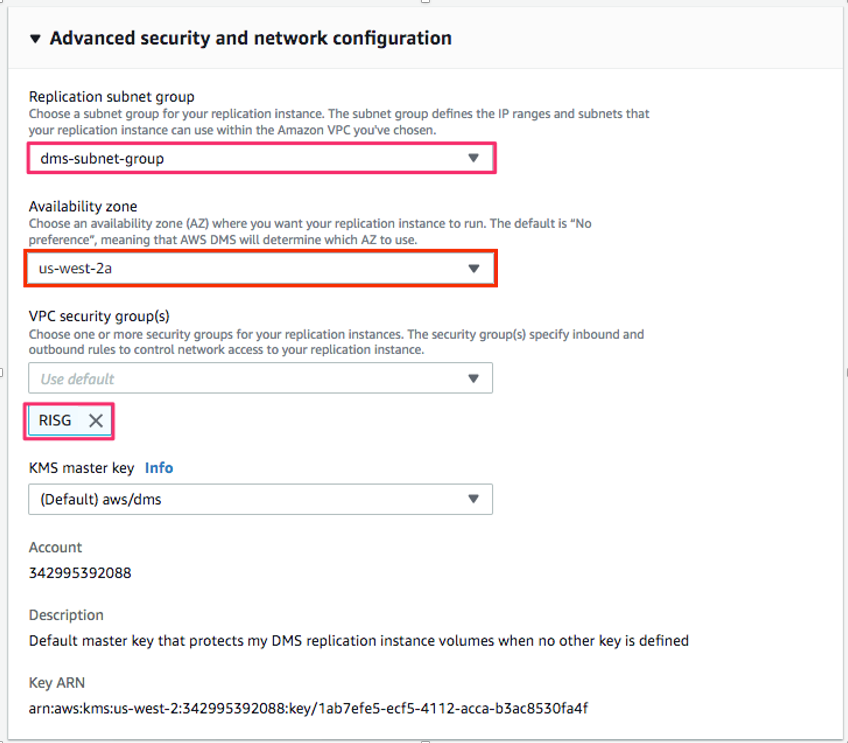 Advanced security and network configuration
Replication subnet group
Choose a subnet group for your replication instance. The subnet group defines the IP ranges and subnets that
your replication instance can use within the Amazon VPC you've chosen.
dms-subnet-group
Availability zone
Choose an availability zone (AZ) where you want your replication instance to run. The default is "No
preference", meaning that AWS DMS will determine which AZ to use.
us-west-2a
VPC security group(s)
Choose one or more security groups for your replication instances. The security group(s) specify inbound and
outbound rules to control network access to your replication instance.
Use default
RISG
KMS master key Info
(Default) aws/dms
Account
342995392088
Description
Default master key that protects my DMS replication instance volumes when no other key is defined
Key ARN
arn:aws:kms:us-west-2:342995392088:key/1ab7efe5-ecf5-4112-acca-b3ac8530fa4f